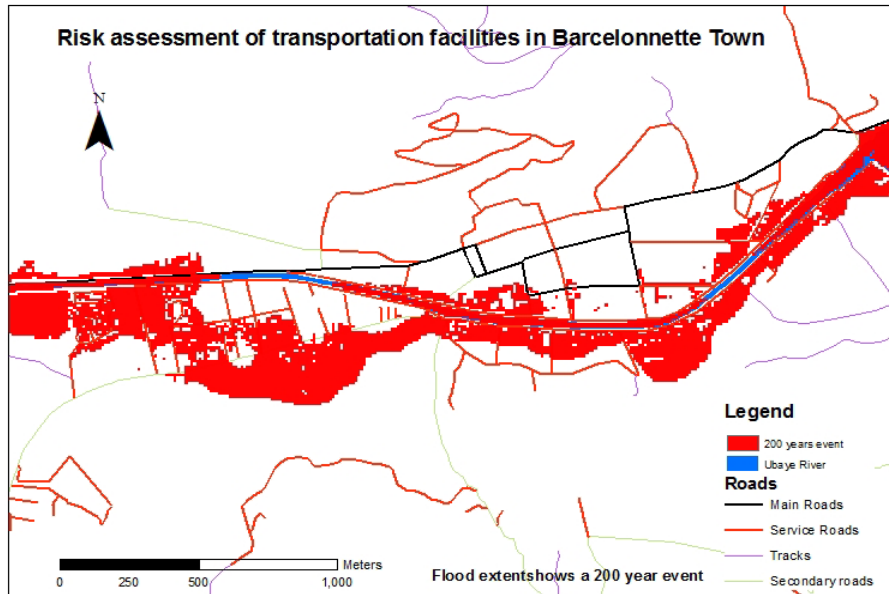 Risk assessment of transportation facilities in Barcelonnette Town
N
Legend
200 years event
Ubaye River
Roads
Main Roads
Service Roads
Tracks
Secondary roads
Meters
0 250 500 1,000
Flood extentshows a 200 year event